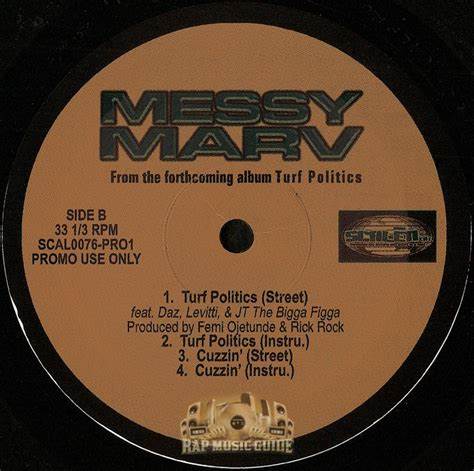 MESSY
MARV
From the forthcoming album Turf Politics
SIDE B
33 1/3 RPM
SCAL0076-PRO1
PROMO USE ONLY
SCALEN
1. Turf Politics (Street)
feat. Daz, Levitti, & JT The Bigga Figga
Produced by Femi Ojetunde & Rick Rock
2. Turf Politics (Instru.)
3. Cuzzin' (Street)
4. Cuzzin' (Instru.)
RAP MUSIC GUIDE